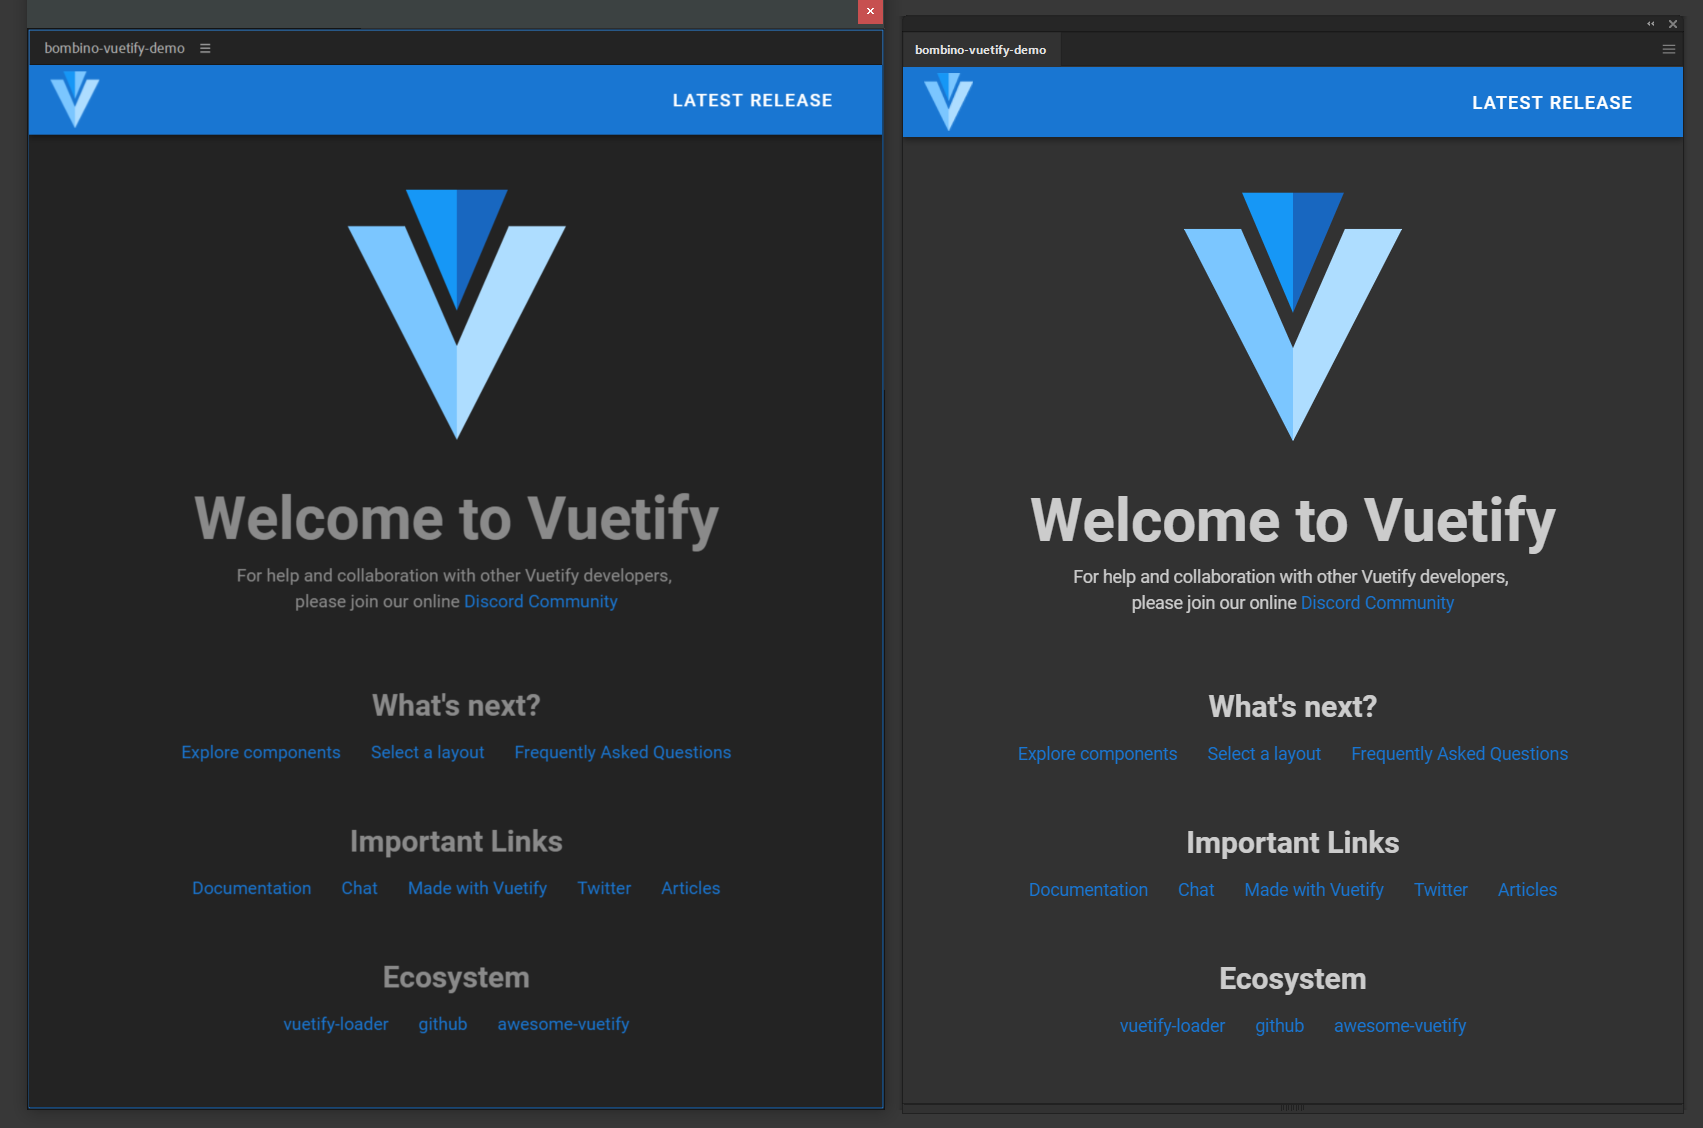 bombino-vuetify-demo
LATEST RELEASE
Welcome to Vuetify
For help and collaboration with other Vuetify developers,
please join our online Discord Community
What's next?
Explore components Select a layout Frequently Asked Questions
Important Links
Documentation Chat Made with Vuetify Twitter Articles
Ecosystem
vuetify-loader github awesome-vuetify
bombino-vuetify-demo
LATEST RELEASE
Welcome to Vuetify
For help and collaboration with other Vuetify developers,
please join our online Discord Community
What's next?
Explore components Select a layout Frequently Asked Questions
Important Links
Documentation Chat Made with Vuetify Twitter Articles
Ecosystem
vuetify-loader github awesome-vuetify